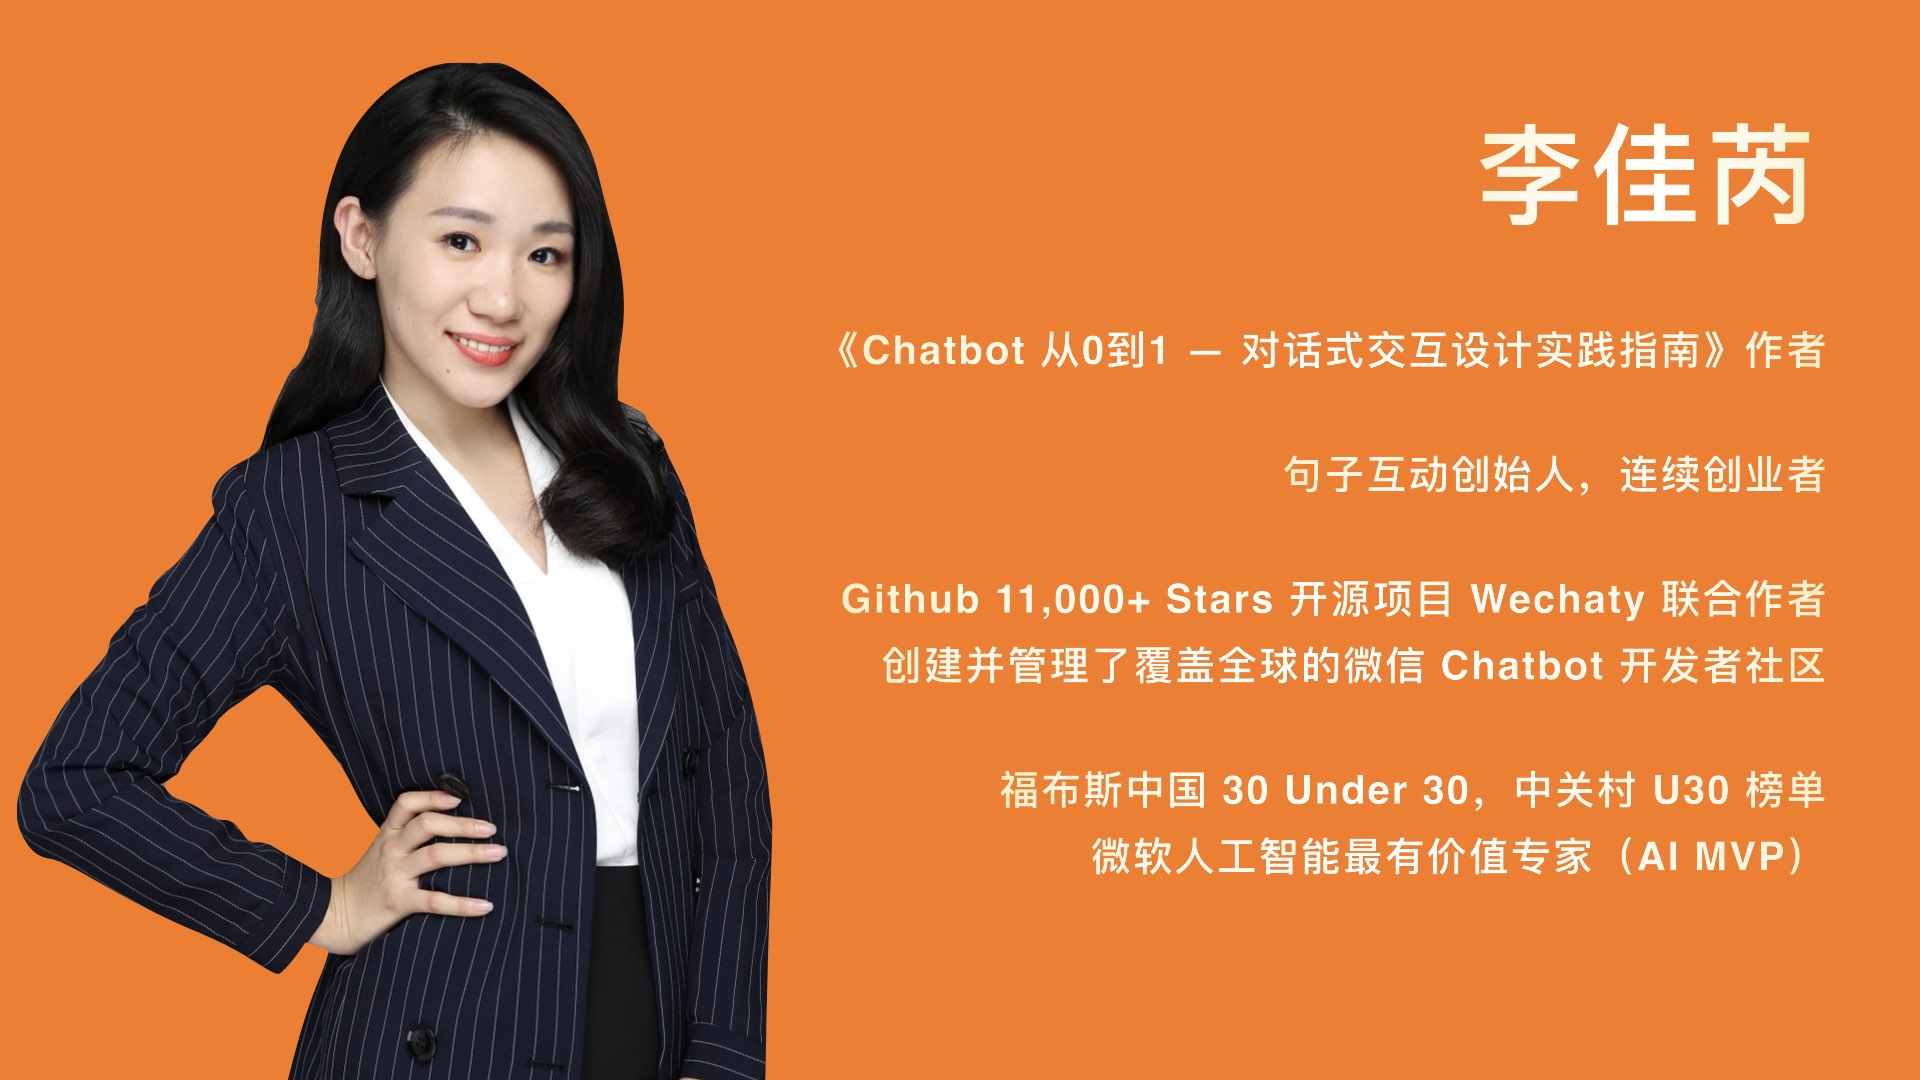 李佳芮
《Chatbot 从0到1 — 对话式交互设计实践指南》作者
句子互动创始人，连续创业者
Github 11,000+ Stars 开源项目 Wechaty 联合作者
创建并管理了覆盖全球的微信 Chatbot 开发者社区
福布斯中国 30 Under 30，中关村 U30 榜单
微软人工智能最有价值专家（AI MVP）